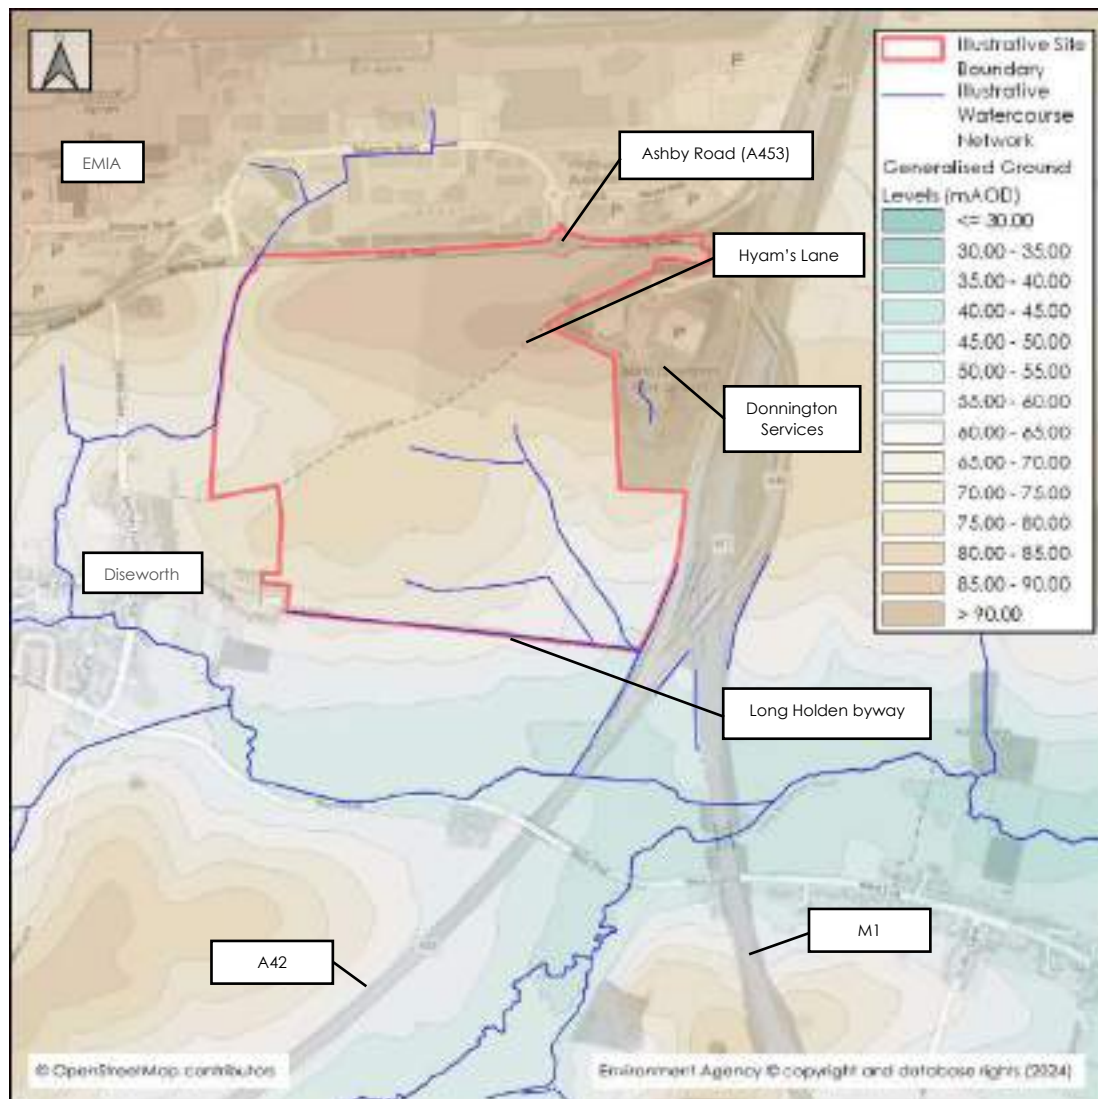 EMIA
Ashby Road (A453)
Hyam's Lane
Donnington
Services
Diseworth
Long Holden byway
A42
M1
Illustrative Site
Boundary
Illustrative
Watercourse
Network
Generalised Ground
Levels (mAOD)
<= 30.00
30.00 - 35.00
35.00 - 40.00
40.00 - 45.00
45.00 - 50.00
50.00 - 55.00
55.00 - 60.00
60.00 - 65.00
65.00 - 70.00
70.00 - 75.00
75.00 - 80.00
80.00 - 85.00
85.00 - 90.00
> 90.00
© OpenStreetMap contributors
Environment Agency © copyright and database rights (2024)